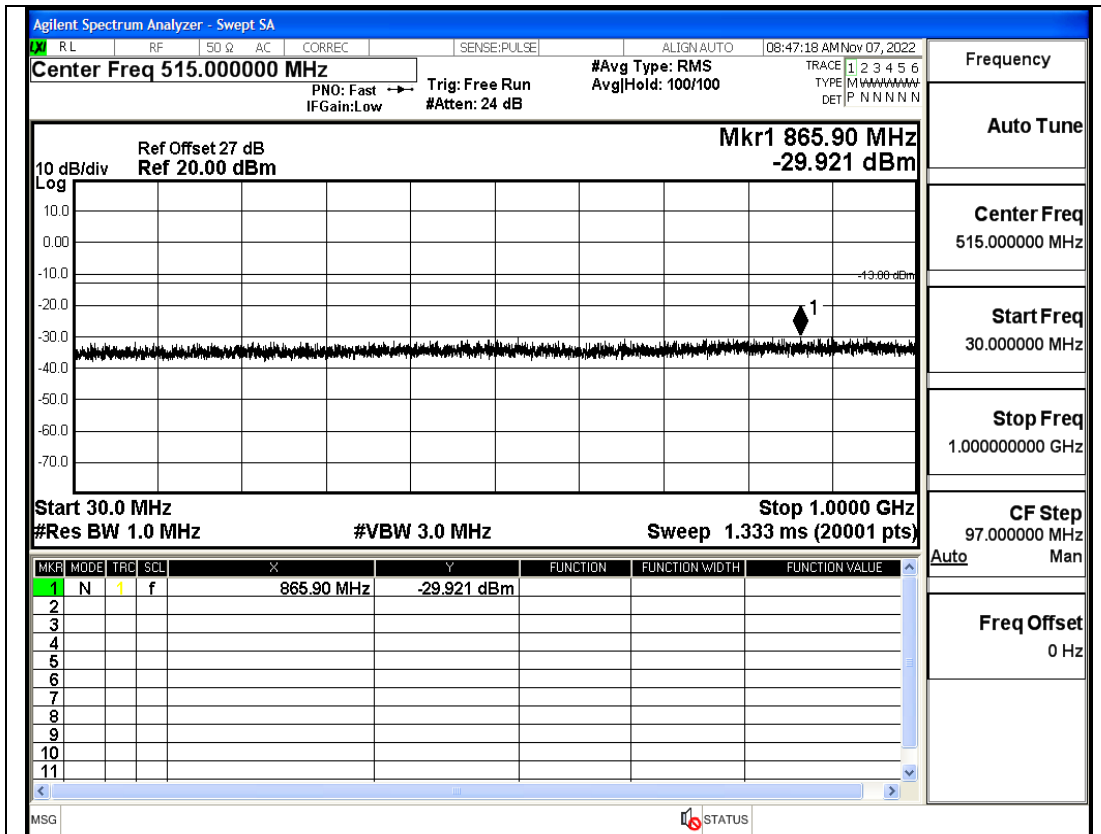 Agilent Spectrum Analyzer - Swept SA
LXI RL RF 50 Ω AC CORREC SENSE:PULSE ALIGN AUTO 08:47:18 AM Nov 07, 2022
Center Freq 515.000000 MHz
PNO: Fast
IFGain:Low
Trig: Free Run
#Atten: 24 dB
#Avg Type: RMS
Avg|Hold: 100/100
TRACE 1 2 3 4 5 6
TYPE M
DET P N N N N N
Mkr1 865.90 MHz
-29.921 dBm
Ref Offset 27 dB
10 dB/div Ref 20.00 dBm
Log
10.0
0.00
-10.0
-13.00 dBm
-20.0
1
-30.0
-40.0
-50.0
-60.0
-70.0
Start 30.0 MHz Stop 1.0000 GHz
#Res BW 1.0 MHz #VBW 3.0 MHz Sweep 1.333 ms (20001 pts)
MKR MODE TRC SCL X Y FUNCTION FUNCTION WIDTH FUNCTION VALUE
1 N 1 f 865.90 MHz -29.921 dBm
2
3
4
5
6
7
8
9
10
11
MSG STATUS
Frequency
Auto Tune
Center Freq
515.000000 MHz
Start Freq
30.000000 MHz
Stop Freq
1.000000000 GHz
CF Step
97.000000 MHz
Auto Man
Freq Offset
0 Hz